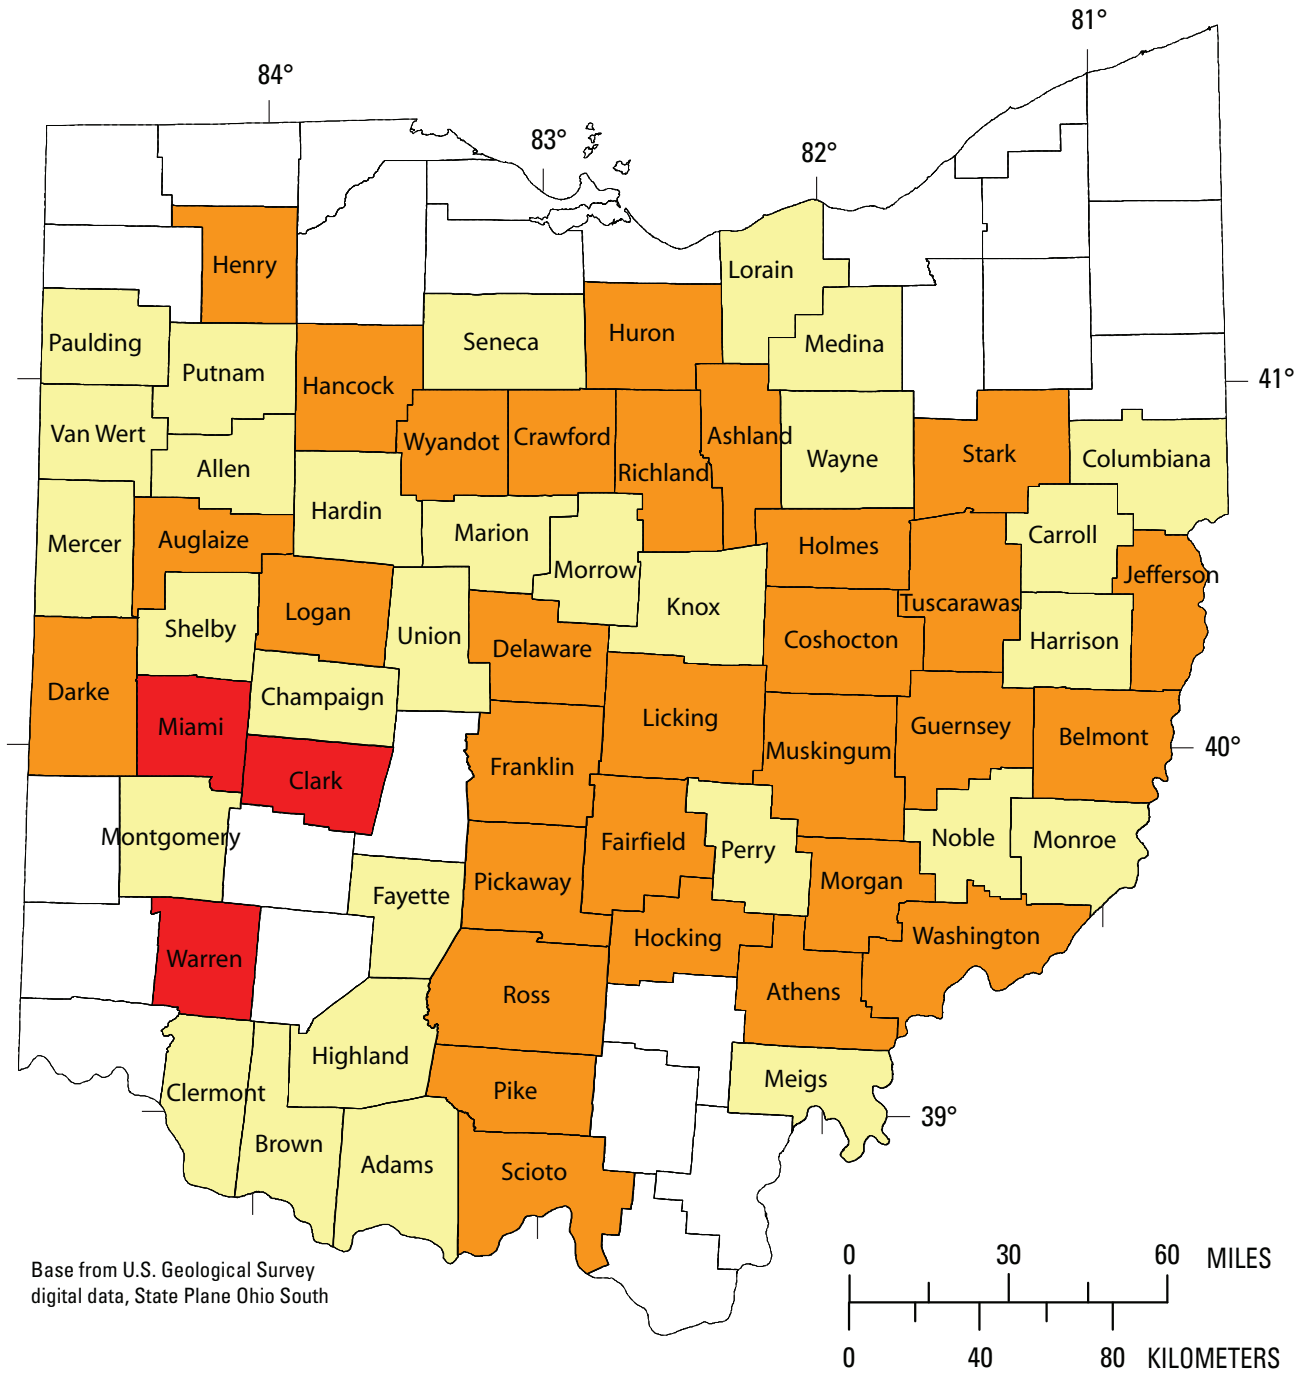 81°
84°
83°
82°
Henry
Lorain
Huron
Seneca
Paulding
Medina
Putnam
41°
Hancock
Van Wert
Wyandot
Crawford
Ashland
Stark
Wayne
Columbiana
Allen
Richland
Hardin
Marion
Carroll
Mercer
Auglaize
Holmes
Morrow
Jefferson
Tuscarawas
Knox
Logan
Shelby
Union
Coshocton
Harrison
Delaware
Darke
Champaign
Licking
Miami
Guernsey
Belmont
40°
Muskingum
Franklin
Clark
Montgomery
Fairfield
Noble
Monroe
Perry
Pickaway
Morgan
Fayette
Hocking
Washington
Warren
Ross
Athens
Highland
Meigs
Pike
Clermont
39°
Brown
Adams
Scioto
0 30 60 MILES
Base from U.S. Geological Survey
digital data, State Plane Ohio South
0 40 80 KILOMETERS